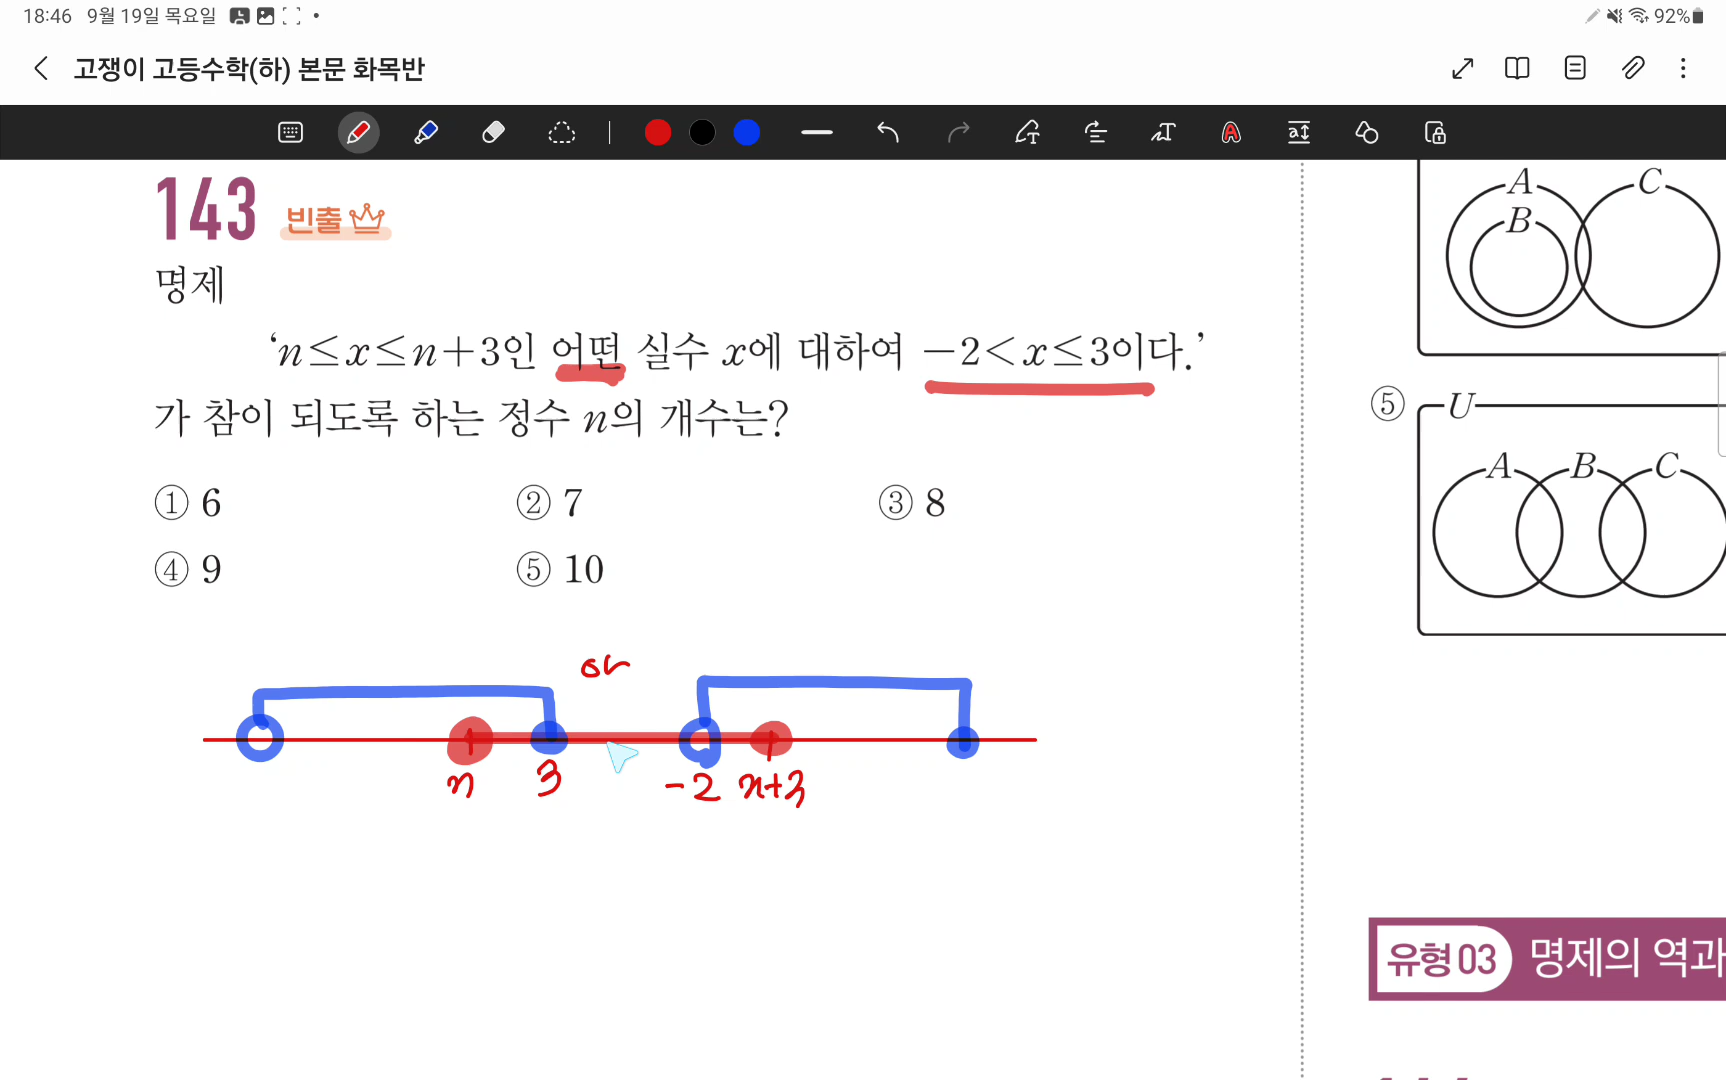 18:46 9월 19일 목요일
92%
고쟁이 고등수학(하) 본문 화목반
143 빈출
명제
‘n≤x≤n+3인 어떤 실수 x에 대하여 −2<x≤3이다.’
가 참이 되도록 하는 정수 n의 개수는?
① 6 ② 7 ③ 8
④ 9 ⑤ 10
or
n 3 -2 n+3
A B C
⑤ U
A B C
유형 03 명제의 역과